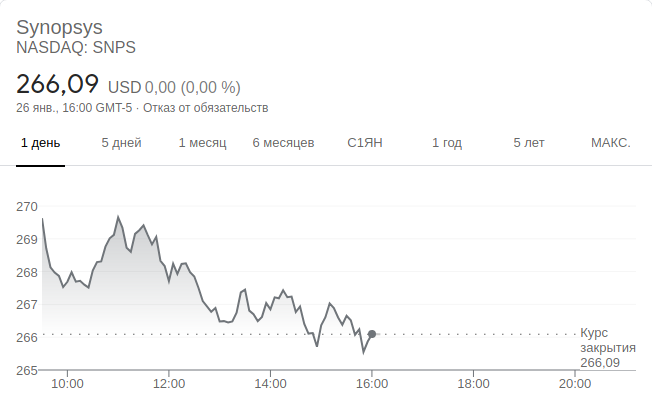 Synopsys
NASDAQ: SNPS
266,09 USD 0,00 (0,00 %)
26 янв., 16:00 GMT-5 · Отказ от обязательств
1 день 5 дней 1 месяц 6 месяцев С1ЯН 1 год 5 лет МАКС.
270
269
268
267
266
265
Курс
закрытия
266,09
10:00 12:00 14:00 16:00 18:00 20:00